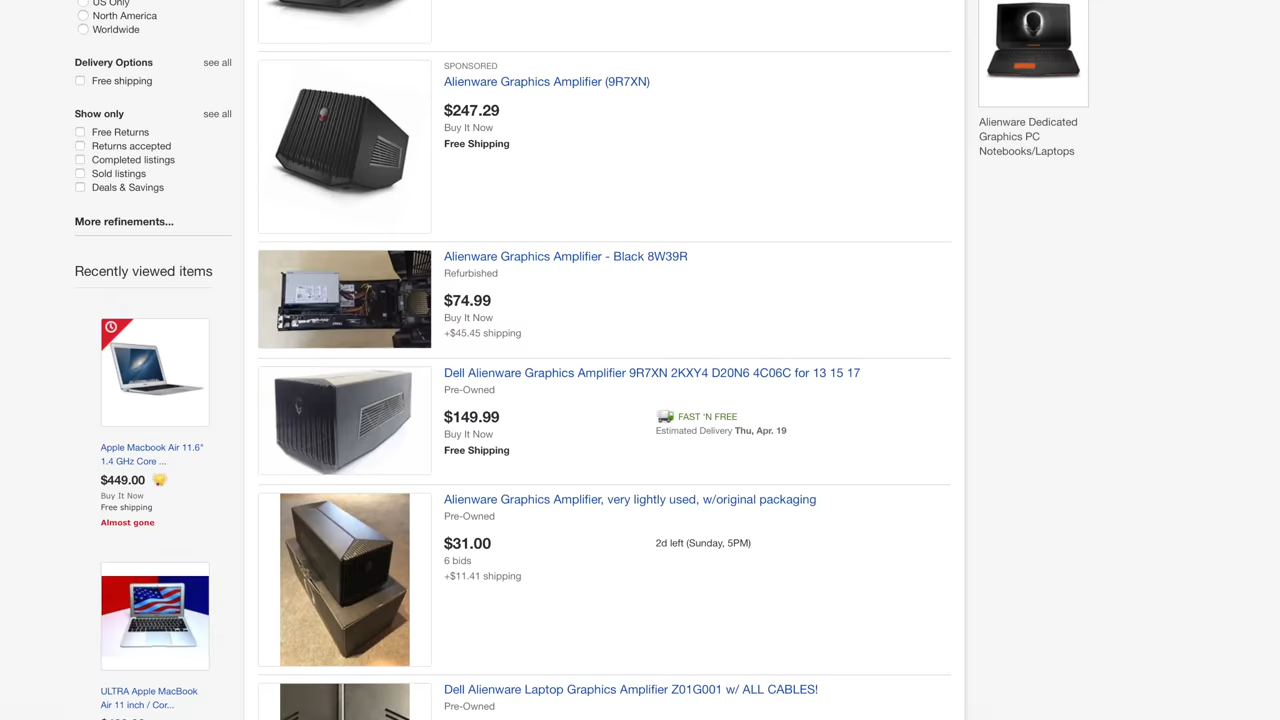 US Only
North America
Worldwide
Delivery Options see all
Free shipping
Show only see all
Free Returns
Returns accepted
Completed listings
Sold listings
Deals & Savings
More refinements...
Recently viewed items
Apple Macbook Air 11.6"
1.4 GHz Core ...
$449.00
Buy It Now
Free shipping
Almost gone
ULTRA Apple MacBook
Air 11 inch / Cor...
SPONSORED
Alienware Graphics Amplifier (9R7XN)
$247.29
Buy It Now
Free Shipping
Alienware Graphics Amplifier - Black 8W39R
Refurbished
$74.99
Buy It Now
+$45.45 shipping
Dell Alienware Graphics Amplifier 9R7XN 2KXY4 D20N6 4C06C for 13 15 17
Pre-Owned
$149.99
Buy It Now
Free Shipping
FAST 'N FREE
Estimated Delivery Thu, Apr. 19
Alienware Graphics Amplifier, very lightly used, w/original packaging
Pre-Owned
$31.00
6 bids
+$11.41 shipping
2d left (Sunday, 5PM)
Dell Alienware Laptop Graphics Amplifier Z01G001 w/ ALL CABLES!
Pre-Owned
Alienware Dedicated
Graphics PC
Notebooks/Laptops